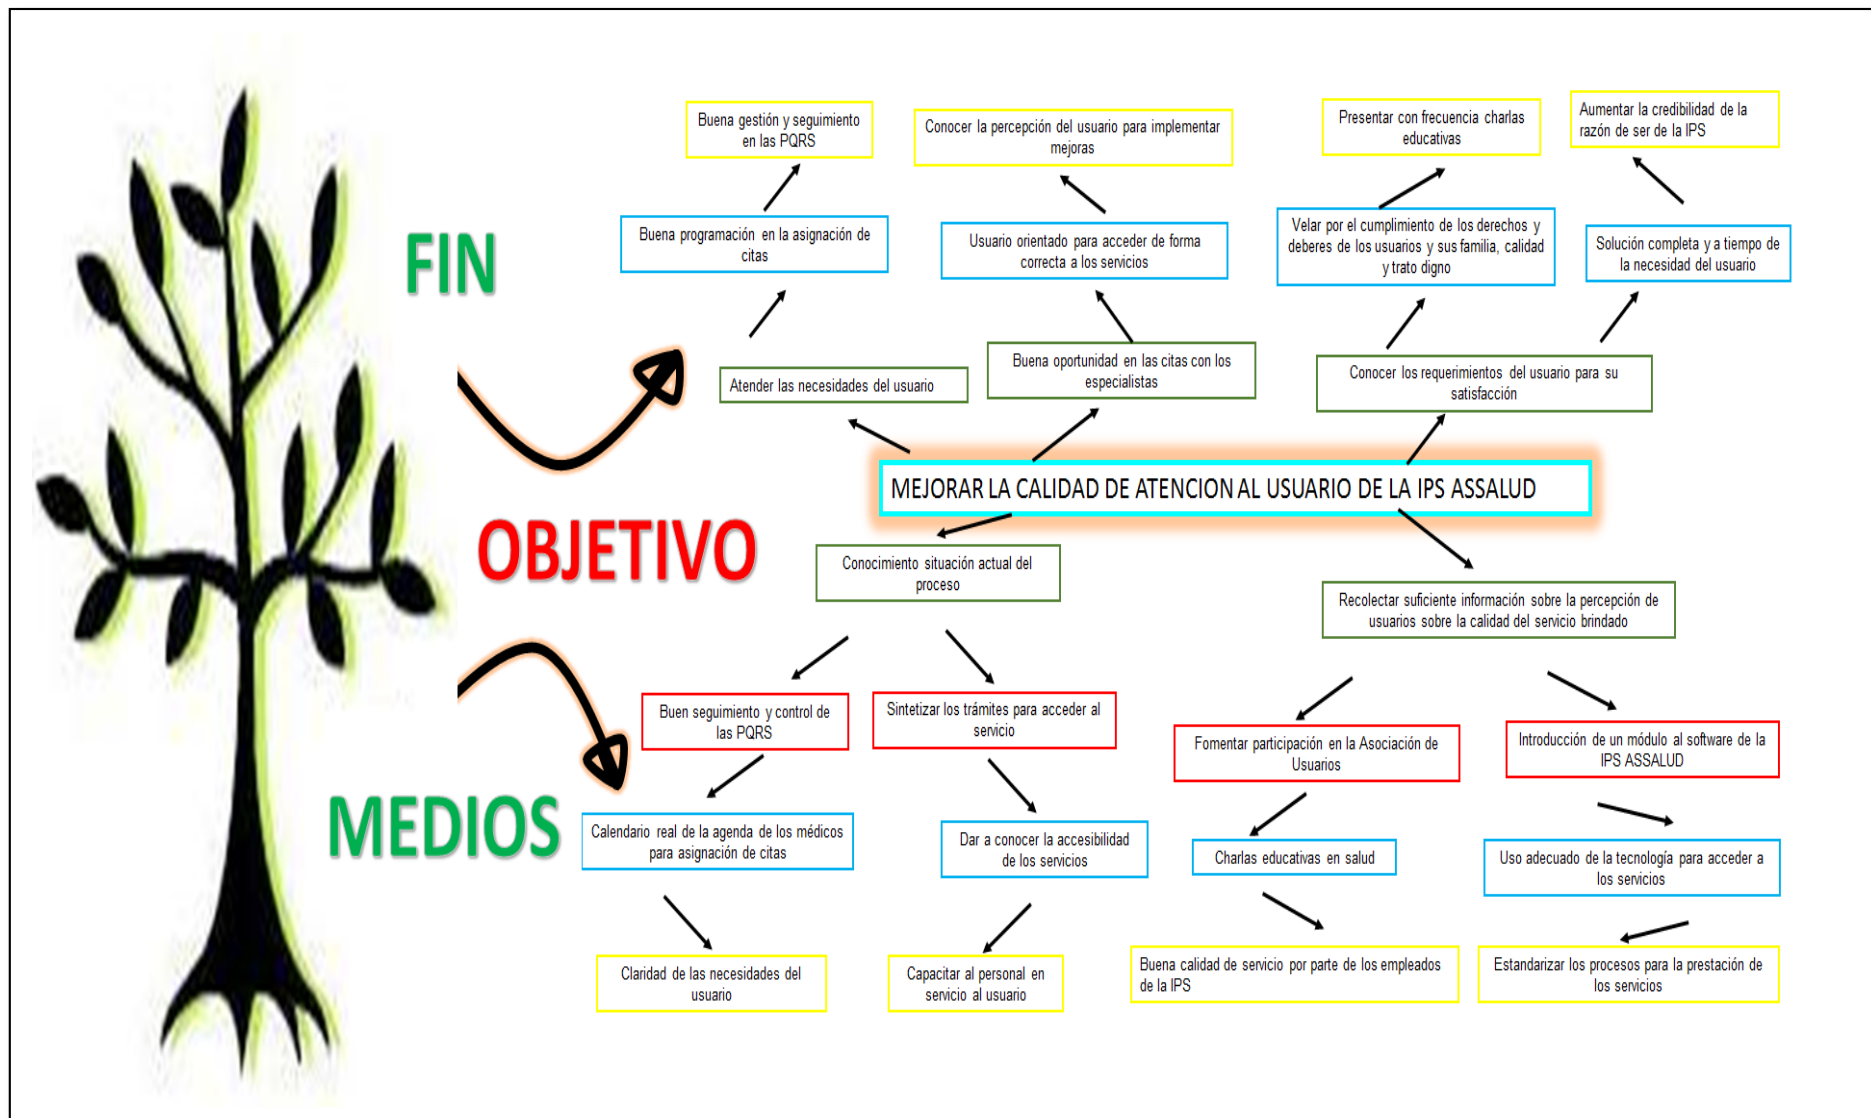 Buena gestión y seguimiento
en las PQRS
Conocer la percepción del usuario para implementar
mejoras
Presentar con frecuencia charlas
educativas
Aumentar la credibilidad de la
razón de ser de la IPS
FIN
Buena programación en la asignación de
citas
Usuario orientado para acceder de forma
correcta a los servicios
Velar por el cumplimiento de los derechos y
deberes de los usuarios y sus familia, calidad
y trato digno
Solución completa y a tiempo de
la necesidad del usuario
Atender las necesidades del usuario
Buena oportunidad en las citas con los
especialistas
Conocer los requerimientos del usuario para su
satisfacción
MEJORAR LA CALIDAD DE ATENCION AL USUARIO DE LA IPS ASSALUD
OBJETIVO
Conocimiento situación actual del
proceso
Recolectar suficiente información sobre la percepción de
usuarios sobre la calidad del servicio brindado
Buen seguimiento y control de
las PQRS
Sintetizar los trámites para acceder al
servicio
Fomentar participación en la Asociación de
Usuarios
Introducción de un módulo al software de la
IPS ASSALUD
MEDIOS
Calendario real de la agenda de los médicos
para asignación de citas
Dar a conocer la accesibilidad
de los servicios
Charlas educativas en salud
Uso adecuado de la tecnología para acceder a
los servicios
Claridad de las necesidades del
usuario
Capacitar al personal en
servicio al usuario
Buena calidad de servicio por parte de los empleados
de la IPS
Estandarizar los procesos para la prestación de
los servicios